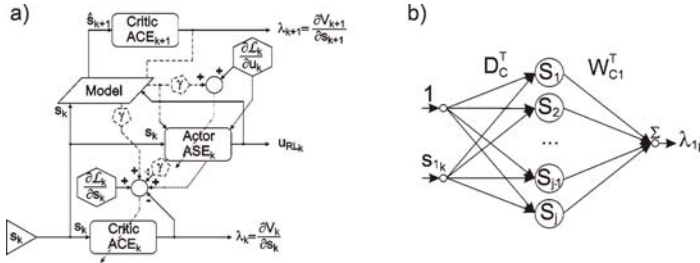 a)
ŝk+1
Critic
ACEk+1
λk+1=∂Vk+1/∂sk+1
∂ℒk/∂uk
+
+
γ
Model
γ
sk
sk
Actor
ASEk
uRLk
γ
∂ℒk/∂sk
+
+
+
-
-
sk
sk
Critic
ACEk
λk=∂Vk/∂sk
b)
DCT
WC1T
1
s1k
S1
S2
...
Sj-1
Sj
Σ